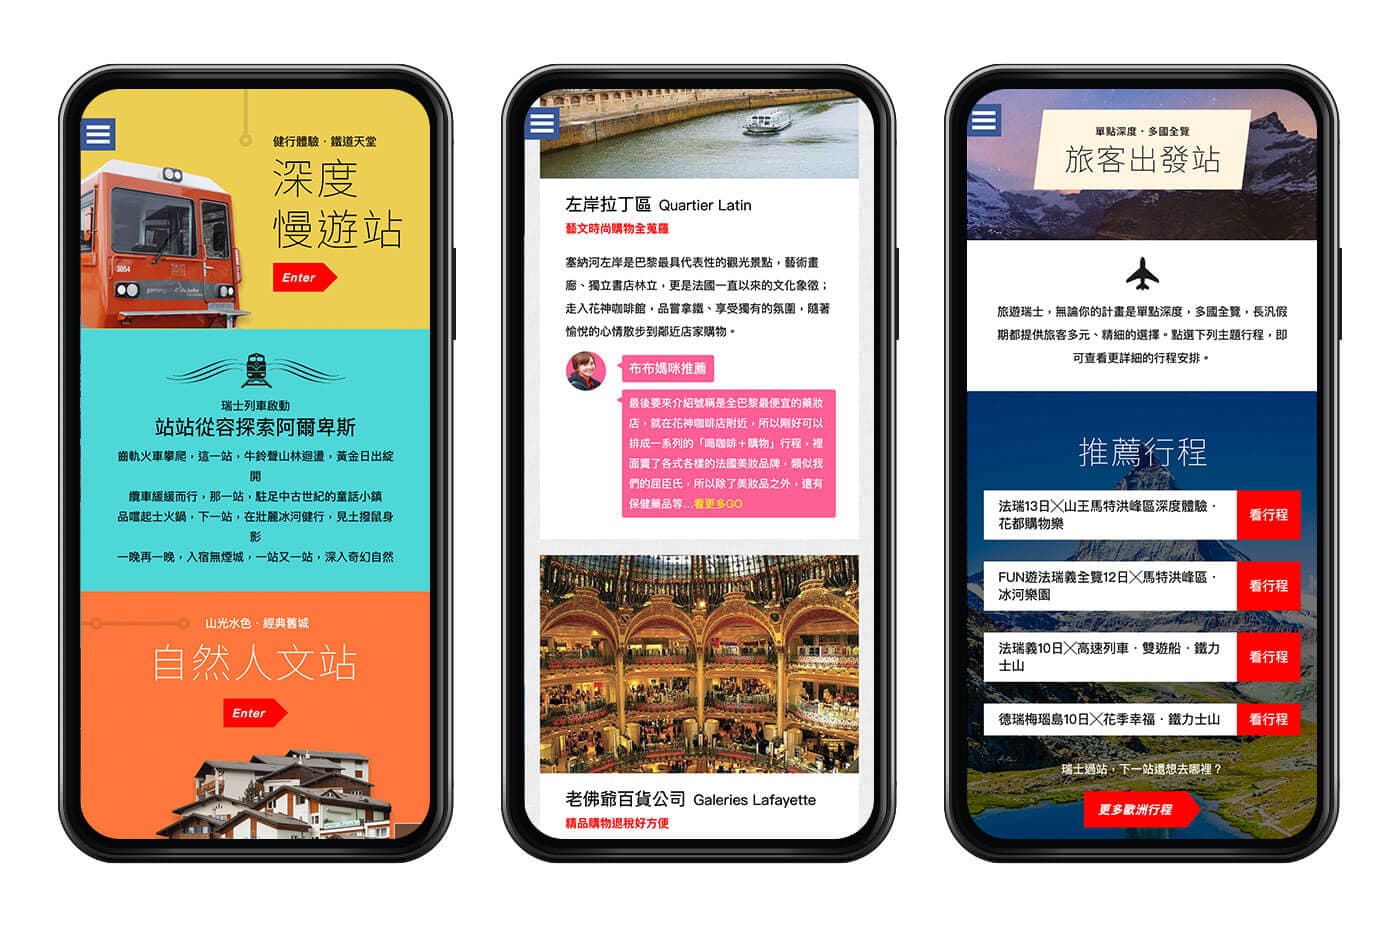 健行體驗．鐵道天堂
深度
慢遊站
Enter
3054
瑞士列車啟動
站站從容探索阿爾卑斯
齒軌火車攀爬，這一站，牛鈴聲山林迴盪，黃金日出綻
開
纜車緩緩而行，那一站，駐足中古世紀的童話小鎮
品嚐起士火鍋，下一站，在壯麗冰河健行，見土撥鼠身
影
一晚再一晚，入宿無煙城，一站又一站，深入奇幻自然
山光水色．經典舊城
自然人文站
Enter
左岸拉丁區 Quartier Latin
藝文時尚購物全蒐羅
塞納河左岸是巴黎最具代表性的觀光景點，藝術畫
廊、獨立書店林立，更是法國一直以來的文化象徵；
走入花神咖啡館，品嘗拿鐵、享受獨有的氛圍，隨著
愉悅的心情散步到鄰近店家購物。
布布媽咪推薦
最後要來介紹號稱是全巴黎最便宜的藥妝
店，就在花神咖啡店附近，所以剛好可以
排成一系列的「喝咖啡＋購物」行程，裡
面賣了各式各樣的法國美妝品牌，類似我
們的屈臣氏，所以除了美妝品之外，還有
保健藥品等...看更多GO
老佛爺百貨公司 Galeries Lafayette
精品購物退稅好方便
單點深度．多國全覽
旅客出發站
旅遊瑞士，無論你的計畫是單點深度，多國全覽，長汎假
期都提供旅客多元、精細的選擇。點選下列主題行程，即
可查看更詳細的行程安排。
推薦行程
法瑞13日╳山王馬特洪峰區深度體驗．
花都購物樂
看行程
FUN遊法瑞義全覽12日╳馬特洪峰區．
冰河樂園
看行程
法瑞義10日╳高速列車．雙遊船．鐵力
士山
看行程
德瑞梅瑙島10日╳花季幸福．鐵力士山
看行程
瑞士過站，下一站還想去哪裡？
更多歐洲行程